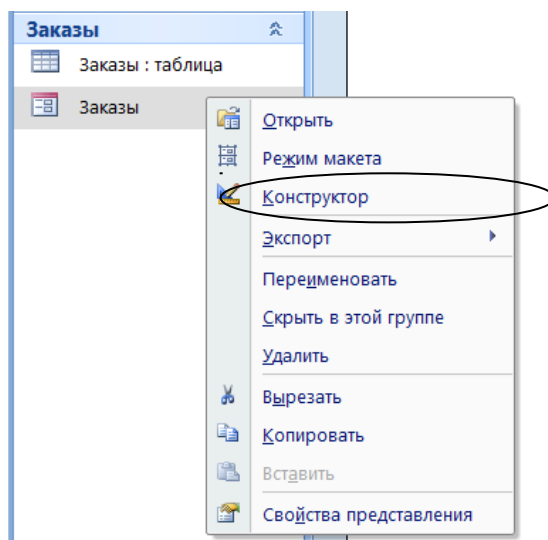 Заказы
Заказы : таблица
Заказы
Открыть
Режим макета
Конструктор
Экспорт
Переименовать
Скрыть в этой группе
Удалить
Вырезать
Копировать
Вставить
Свойства представления